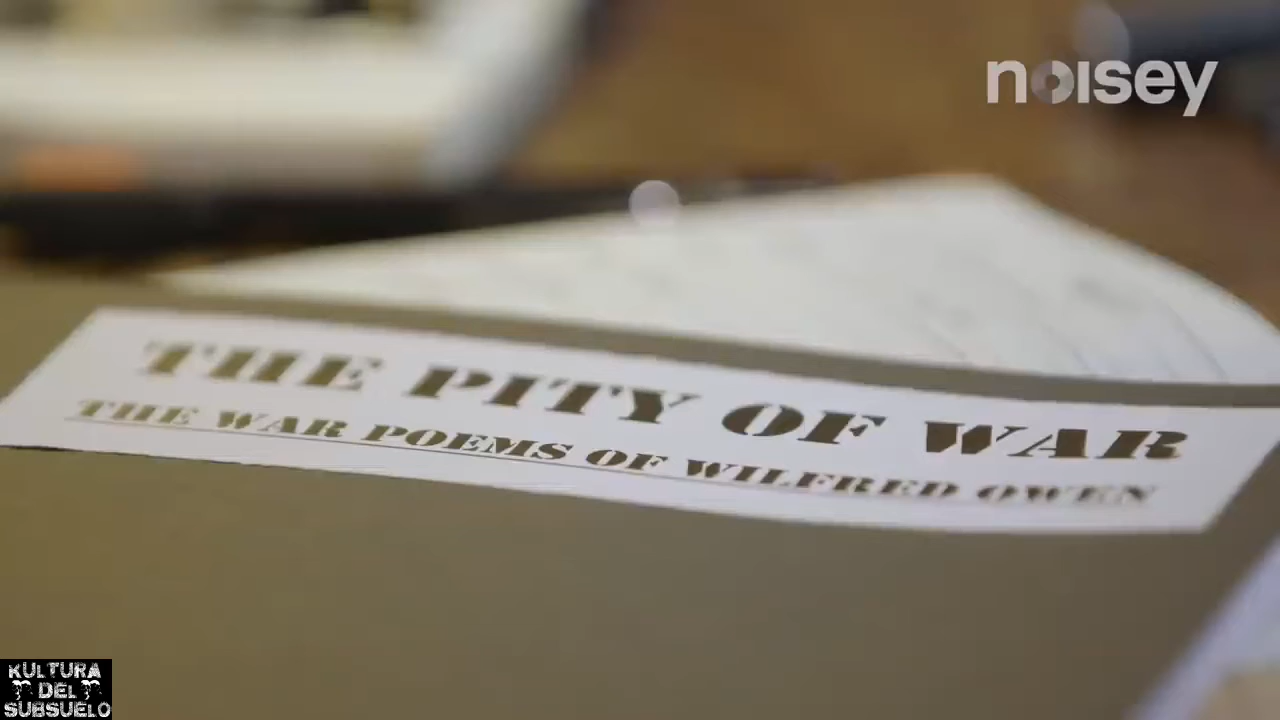 noisey
THE PITY OF WAR
THE WAR POEMS OF WILFRED OWEN
KULTURA
DEL
SUBSUELO